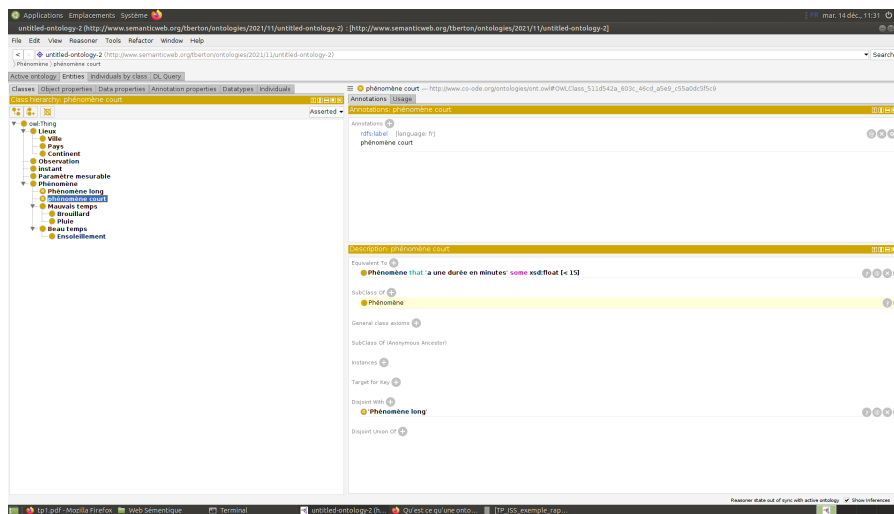 Applications Emplacements Système
FR mar. 14 déc., 11:25
untitled-ontology-2 (http://www.semanticweb.org/tberton/ontologies/2021/11/untitled-ontology-2) : [http://www.semanticweb.org/tberton/ontologies/2021/11/untitled-ontology-2]
File Edit View Reasoner Tools Refactor Window Help
< untitled-ontology-2 (http://www.semanticweb.org/tberton/ontologies/2021/11/untitled-ontology-2) Search
Phénomène phénomène court
Active ontology Entities Individuals by class DL Query
Classes Object properties Data properties Annotation properties Datatypes Individuals
Class hierarchy: phénomène court
Asserted
owl:Thing
Lieux
Ville
Pays
Continent
Observation
instant
Paramètre mesurable
Phénomène
Phénomène long
phénomène court
Mauvais temps
Brouillard
Pluie
Beau temps
Ensoleillement
phénomène court — http://www.co-ode.org/ontologies/ont.owl#OWLClass_511d542a_603c_46cd_a5e9_c55a0dc5f5c9
Annotations Usage
Annotations: phénomène court
Annotations
rdfs:label [language: fr]
phénomène court
Description: phénomène court
Equivalent To
Phénomène that 'a une durée en minutes' some xsd:float [< 15]
SubClass Of
Phénomène
General class axioms
SubClass Of (Anonymous Ancestor)
Instances
Target for Key
Disjoint With
'Phénomène long'
Disjoint Union Of
Reasoner state out of sync with active ontology Show Inferences
tp1.pdf - Mozilla Firefox Web Sémentique Terminal untitled-ontology-2 (h... Qu'est ce qu'une onto... [TP_ISS_exemple_rap...